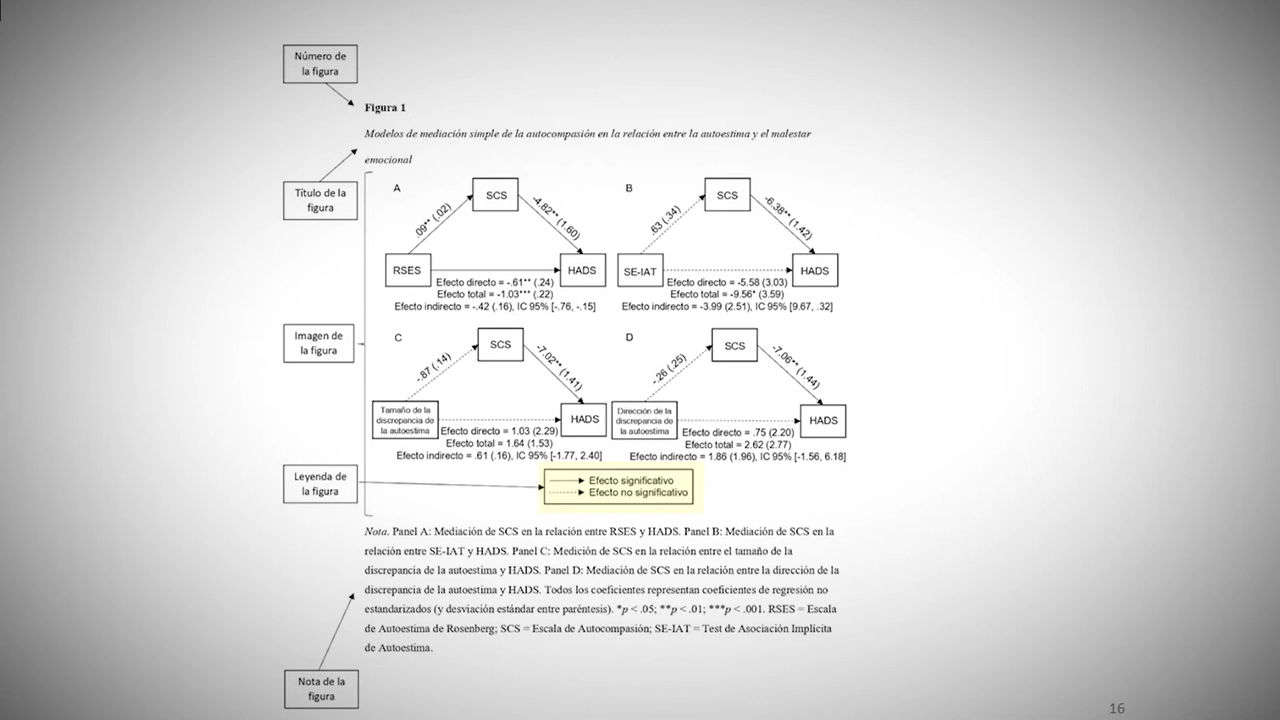 Número de
la figura
Figura 1
Modelos de mediación simple de la autocompasión en la relación entre la autoestima y el malestar
emocional
Título de la
figura
A
SCS
.09** (.02)
-4.82** (1.60)
RSES
HADS
Efecto directo = -.61** (.24)
Efecto total = -1.03*** (.22)
Efecto indirecto = -.42 (.16), IC 95% [-.76, -.15]
B
SCS
.63 (.34)
-6.38** (1.42)
SE-IAT
HADS
Efecto directo = -5.58 (3.03)
Efecto total = -9.56* (3.59)
Efecto indirecto = -3.99 (2.51), IC 95% [9.67, .32]
Imagen de
la figura
C
SCS
-.87 (.14)
-7.02** (1.41)
Tamaño de la
discrepancia de
la autoestima
HADS
Efecto directo = 1.03 (2.29)
Efecto total = 1.64 (1.53)
Efecto indirecto = .61 (.16), IC 95% [-1.77, 2.40]
D
SCS
-.26 (.25)
-7.06** (1.44)
Dirección de la
discrepancia de
la autoestima
HADS
Efecto directo = .75 (2.20)
Efecto total = 2.62 (2.77)
Efecto indirecto = 1.86 (1.96), IC 95% [-1.56, 6.18]
Leyenda de
la figura
Efecto significativo
Efecto no significativo
Nota. Panel A: Mediación de SCS en la relación entre RSES y HADS. Panel B: Mediación de SCS en la
relación entre SE-IAT y HADS. Panel C: Medición de SCS en la relación entre el tamaño de la
discrepancia de la autoestima y HADS. Panel D: Mediación de SCS en la relación entre la dirección de la
discrepancia de la autoestima y HADS. Todos los coeficientes representan coeficientes de regresión no
estandarizados (y desviación estándar entre paréntesis). *p < .05; **p < .01; ***p < .001. RSES = Escala
de Autoestima de Rosenberg; SCS = Escala de Autocompasión; SE-IAT = Test de Asociación Implícita
de Autoestima.
Nota de la
figura
16